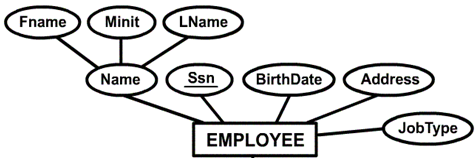 Fname Minit LName
Name Ssn BirthDate Address
EMPLOYEE JobType